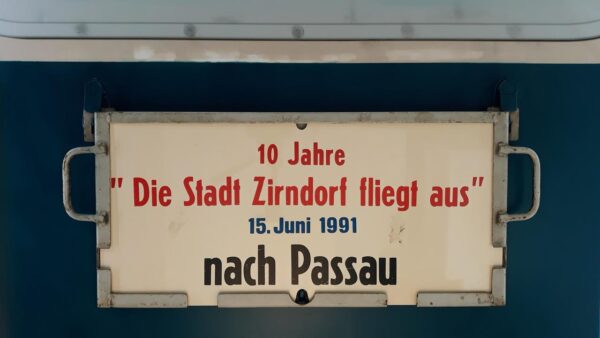 10 Jahre
"Die Stadt Zirndorf fliegt aus"
15. Juni 1991
nach Passau